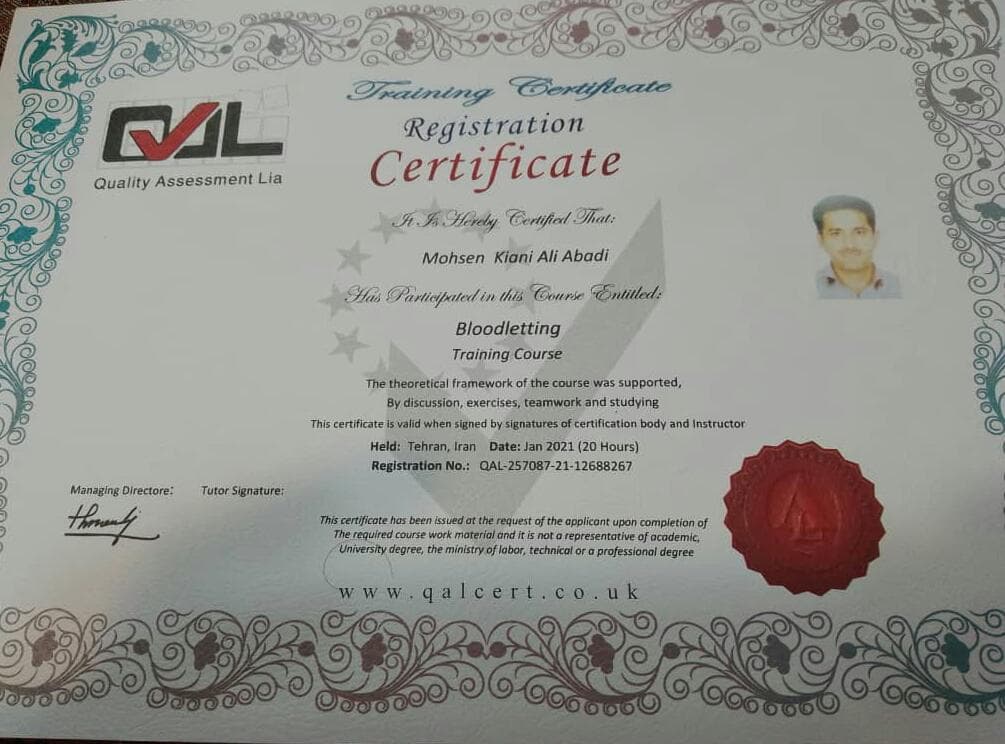 QAL
Quality Assessment Lia
Training Certificate
Registration
Certificate
It Is Hereby Certified That:
Mohsen Kiani Ali Abadi
Has Participated in this Course Entitled:
Bloodletting
Training Course
The theoretical framework of the course was supported,
By discussion, exercises, teamwork and studying
This certificate is valid when signed by signatures of certification body and Instructor
Held: Tehran, Iran Date: Jan 2021 (20 Hours)
Registration No.: QAL-257087-21-12688267
Managing Directore: Tutor Signature:
This certificate has been issued at the request of the applicant upon completion of
The required course work material and it is not a representative of academic,
University degree, the ministry of labor, technical or a professional degree
www.qalcert.co.uk